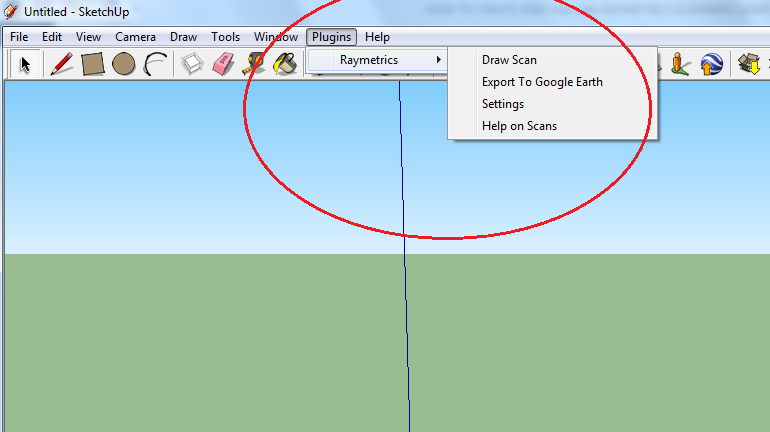 Untitled - SketchUp
File Edit View Camera Draw Tools Window Plugins Help
Raymetrics
Draw Scan
Export To Google Earth
Settings
Help on Scans